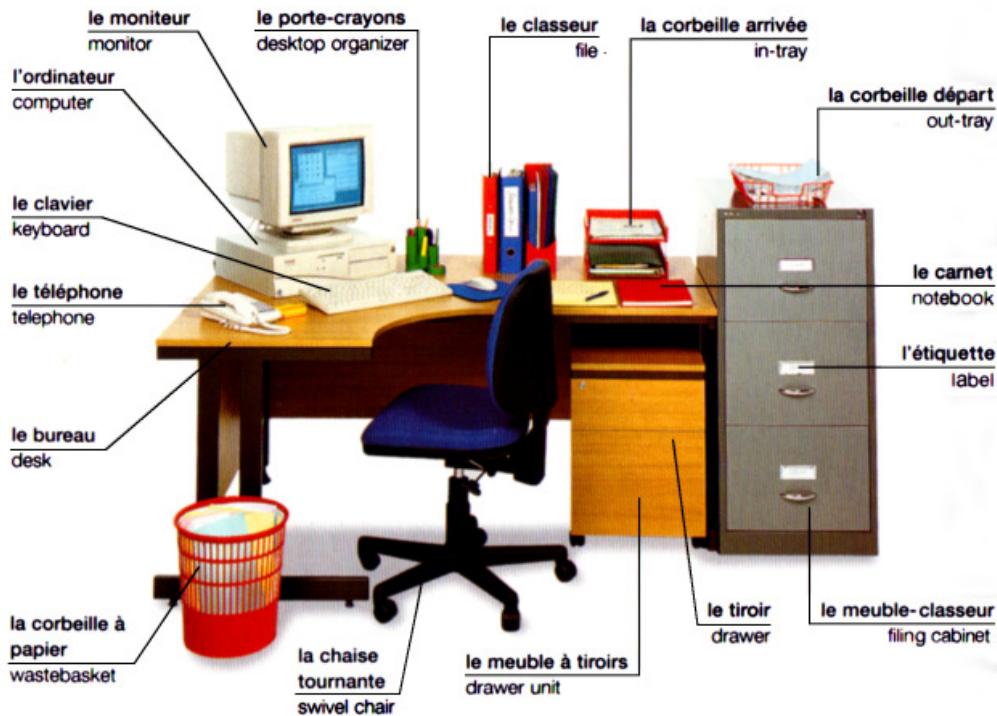 le moniteur
monitor
le porte-crayons
desktop organizer
le classeur
file
la corbeille arrivée
in-tray
l'ordinateur
computer
la corbeille départ
out-tray
le clavier
keyboard
le téléphone
telephone
le carnet
notebook
l'étiquette
label
le bureau
desk
la corbeille à
papier
wastebasket
la chaise
tournante
swivel chair
le meuble à tiroirs
drawer unit
le tiroir
drawer
le meuble-classeur
filing cabinet